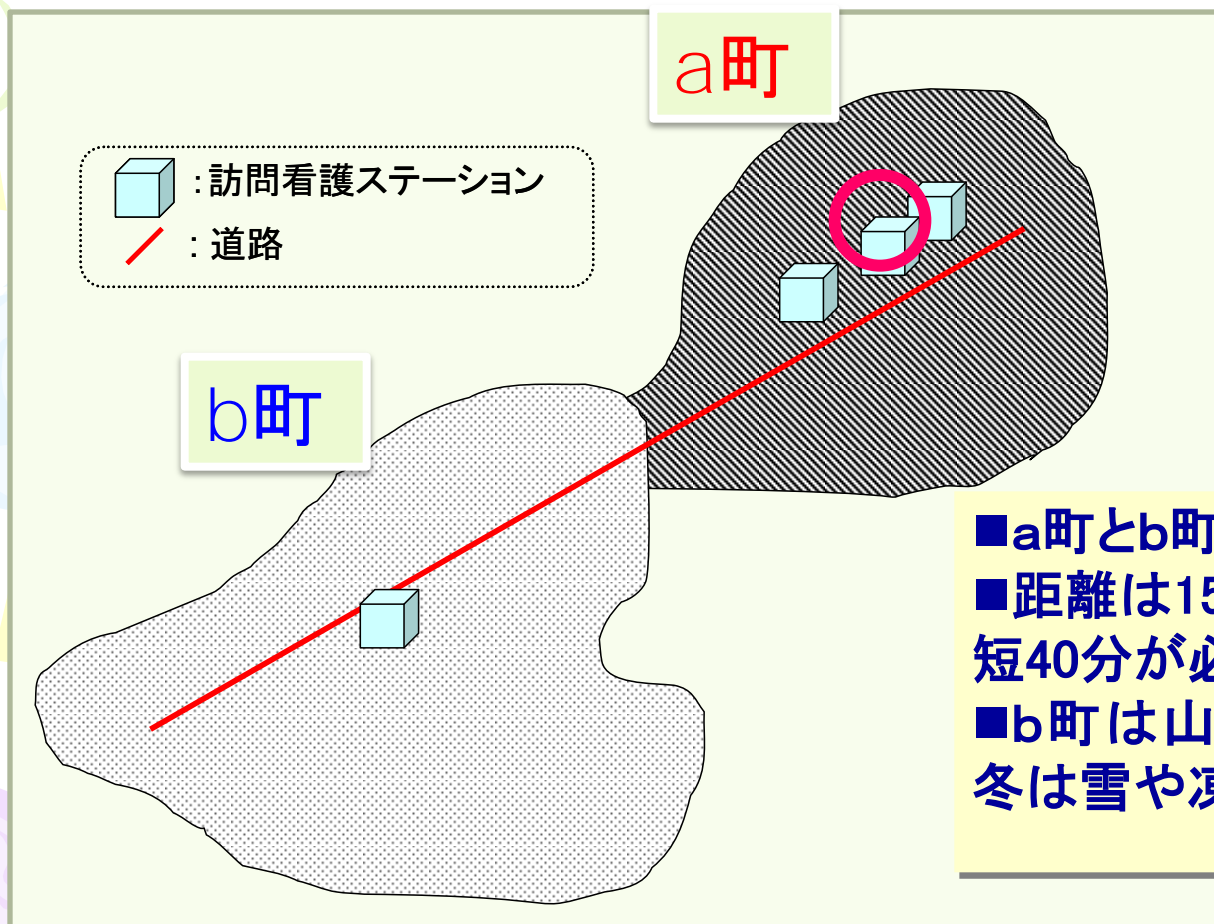 a町
:訪問看護ステーション
: 道路
b町
■a町とb町
■距離は15
短40分が必
■b町は山
冬は雪や凍